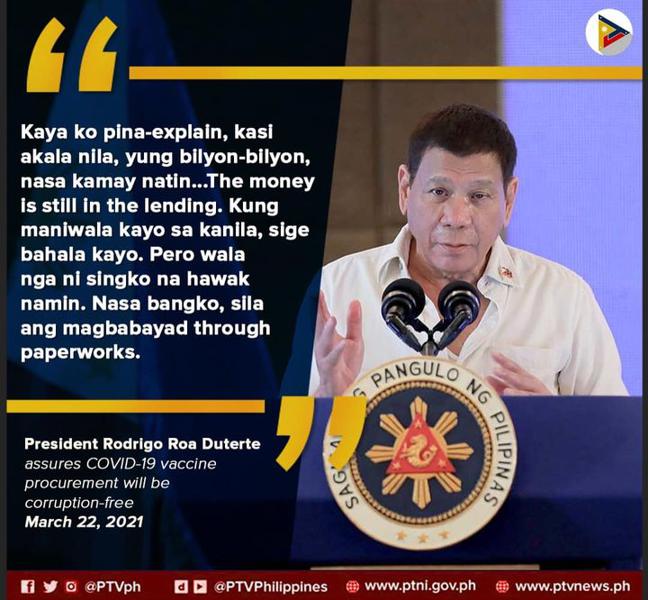 Kaya ko pina-explain, kasi
akala nila, yung bilyon-bilyon,
nasa kamay natin...The money
is still in the lending. Kung
maniwala kayo sa kanila, sige
bahala kayo. Pero wala
nga ni singko na hawak
namin. Nasa bangko, sila
ang magbabayad through
paperworks.
President Rodrigo Roa Duterte
assures COVID-19 vaccine
procurement will be
corruption-free
March 22, 2021
PANGULO NG PILIPINAS
@PTVph
@PTVPhilippines
www.ptni.gov.ph
www.ptvnews.ph